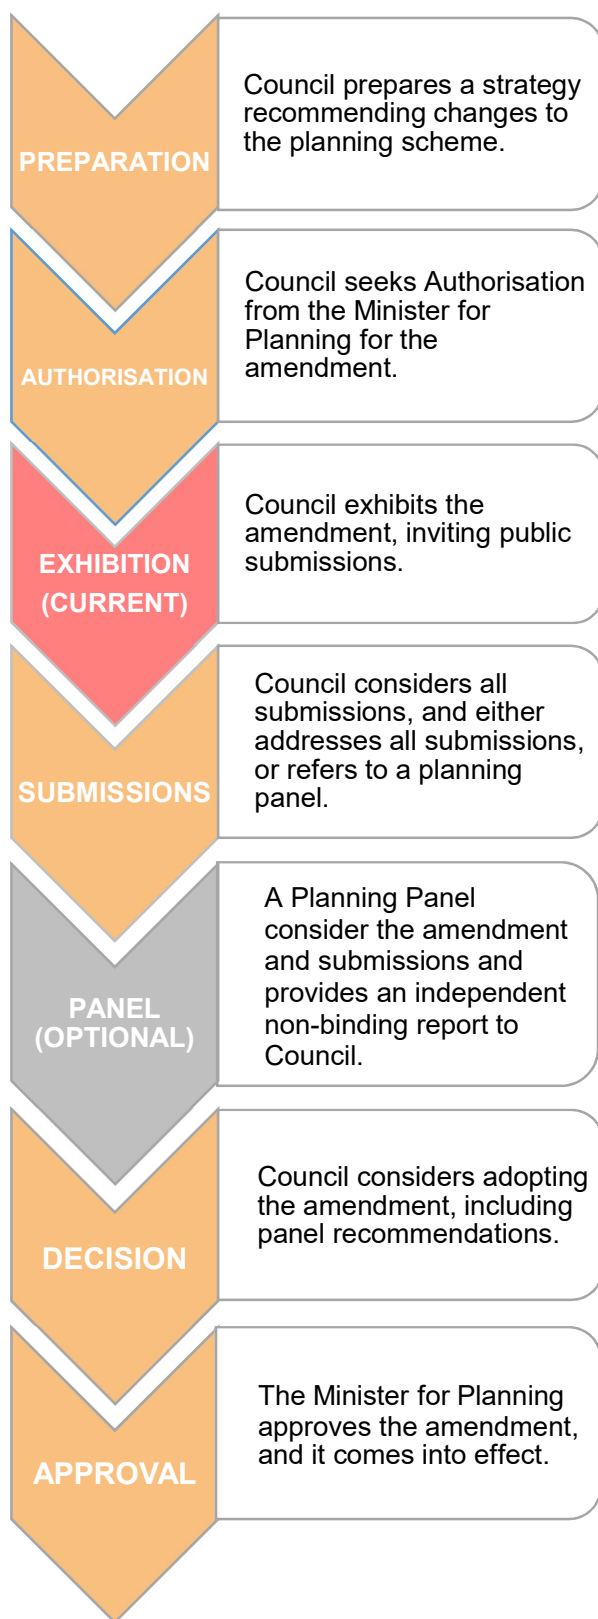 PREPARATION
Council prepares a strategy
recommending changes to
the planning scheme.
AUTHORISATION
Council seeks Authorisation
from the Minister for
Planning for the
amendment.
EXHIBITION
(CURRENT)
Council exhibits the
amendment, inviting public
submissions.
SUBMISSIONS
Council considers all
submissions, and either
addresses all submissions,
or refers to a planning
panel.
PANEL
(OPTIONAL)
A Planning Panel
consider the amendment
and submissions and
provides an independent
non-binding report to
Council.
DECISION
Council considers adopting
the amendment, including
panel recommendations.
APPROVAL
The Minister for Planning
approves the amendment,
and it comes into effect.